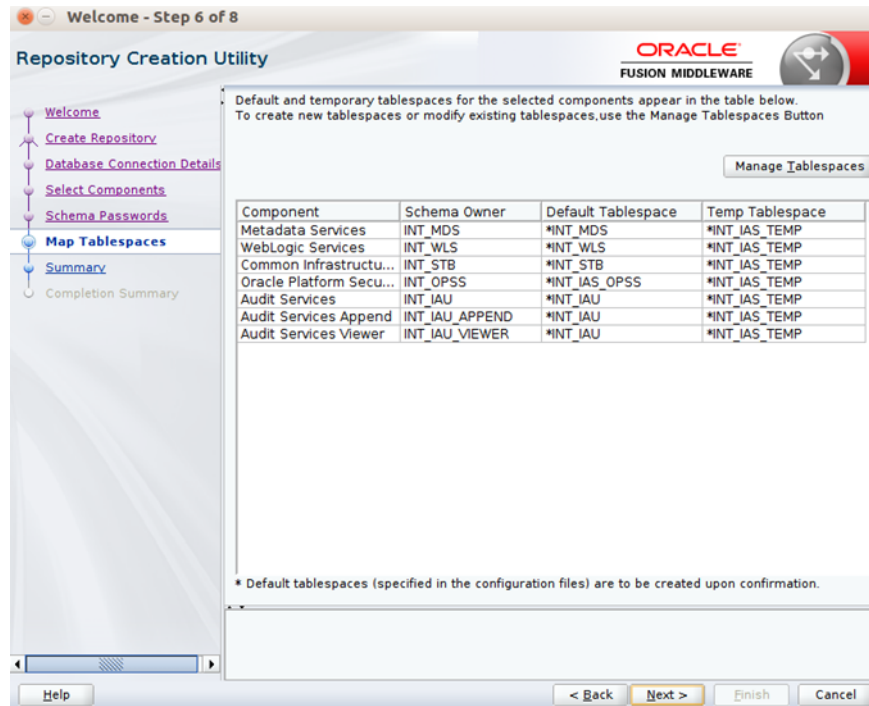 Welcome - Step 6 of 8
Repository Creation Utility
ORACLE
FUSION MIDDLEWARE
Welcome
Create Repository
Database Connection Details
Select Components
Schema Passwords
Map Tablespaces
Summary
Completion Summary
Default and temporary tablespaces for the selected components appear in the table below.
To create new tablespaces or modify existing tablespaces,use the Manage Tablespaces Button
Manage Tablespaces
Component Schema Owner Default Tablespace Temp Tablespace
Metadata Services INT_MDS *INT_MDS *INT_IAS_TEMP
WebLogic Services INT_WLS *INT_WLS *INT_IAS_TEMP
Common Infrastructu... INT_STB *INT_STB *INT_IAS_TEMP
Oracle Platform Secu... INT_OPSS *INT_IAS_OPSS *INT_IAS_TEMP
Audit Services INT_IAU *INT_IAU *INT_IAS_TEMP
Audit Services Append INT_IAU_APPEND *INT_IAU *INT_IAS_TEMP
Audit Services Viewer INT_IAU_VIEWER *INT_IAU *INT_IAS_TEMP
* Default tablespaces (specified in the configuration files) are to be created upon confirmation.
Help < Back Next > Finish Cancel